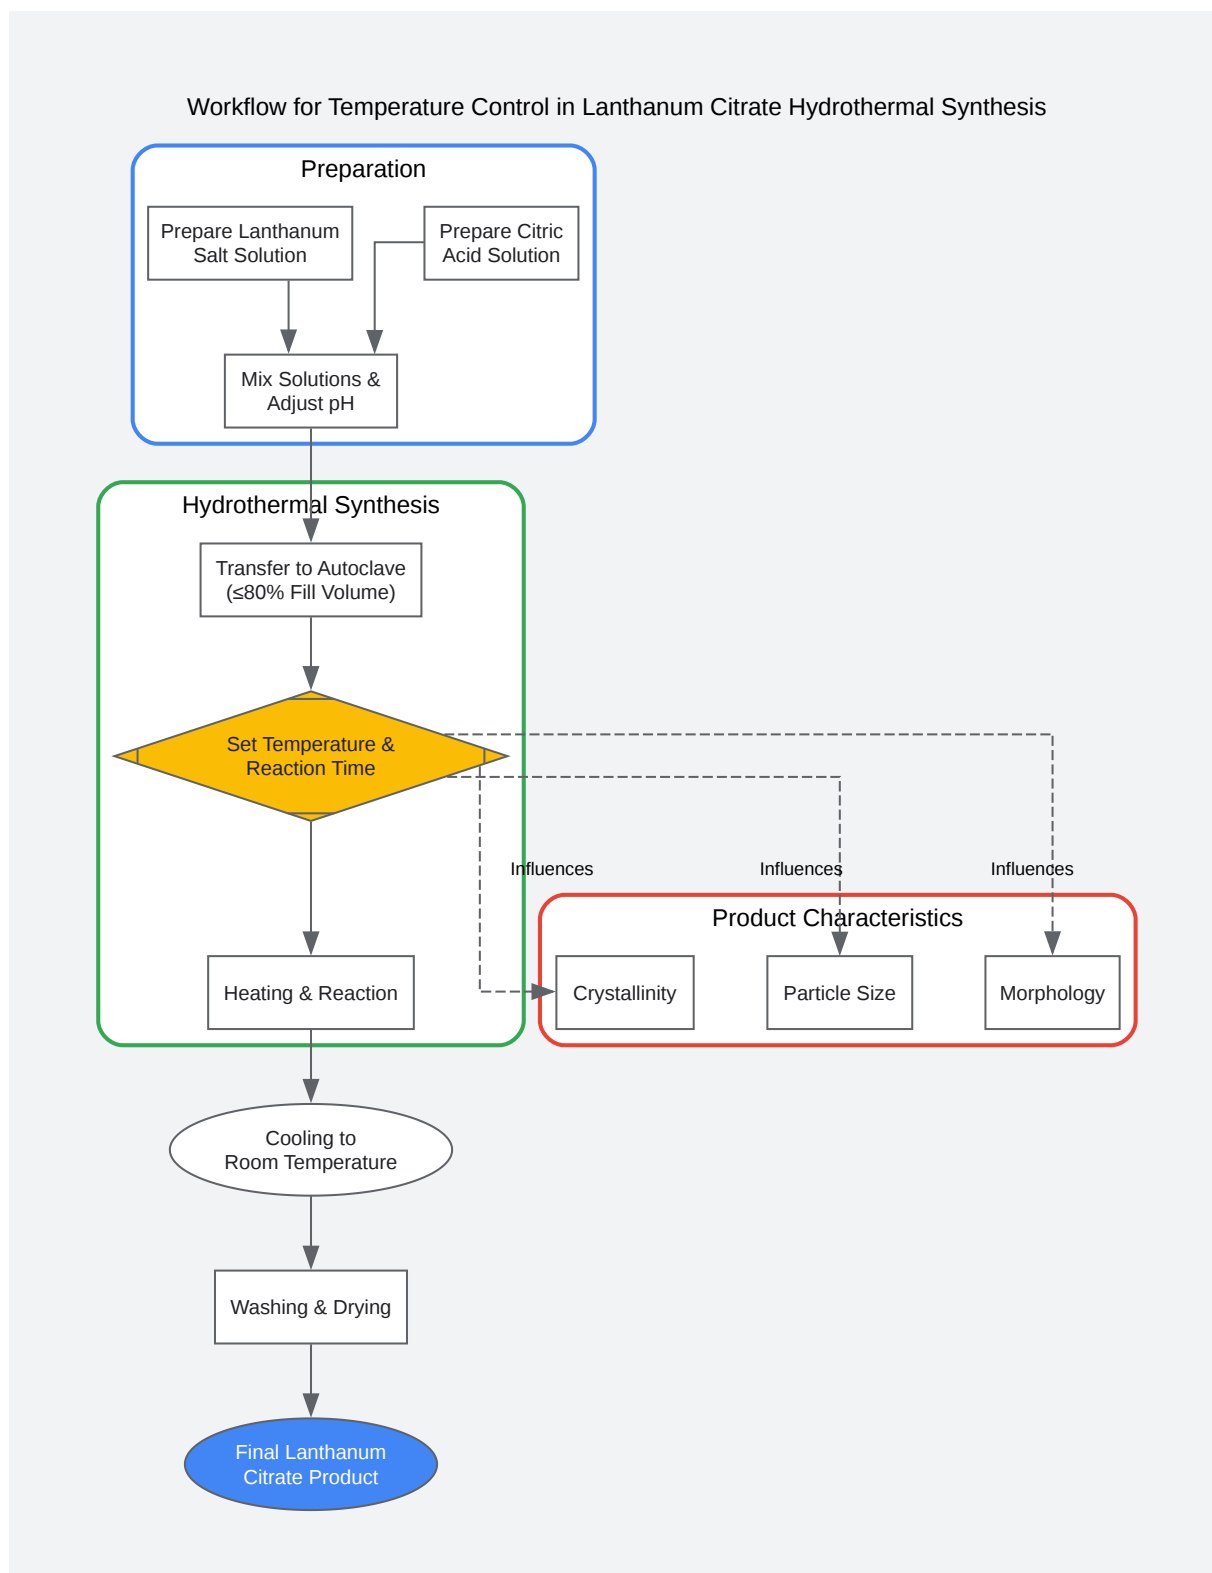 Workflow for Temperature Control in Lanthanum Citrate Hydrothermal Synthesis
Preparation
Prepare Lanthanum
Salt Solution
Prepare Citric
Acid Solution
Mix Solutions &
Adjust pH
Hydrothermal Synthesis
Transfer to Autoclave
(≤80% Fill Volume)
Set Temperature &
Reaction Time
Influences
Influences
Influences
Product Characteristics
Heating & Reaction
Crystallinity
Particle Size
Morphology
Cooling to
Room Temperature
Washing & Drying
Final Lanthanum
Citrate Product